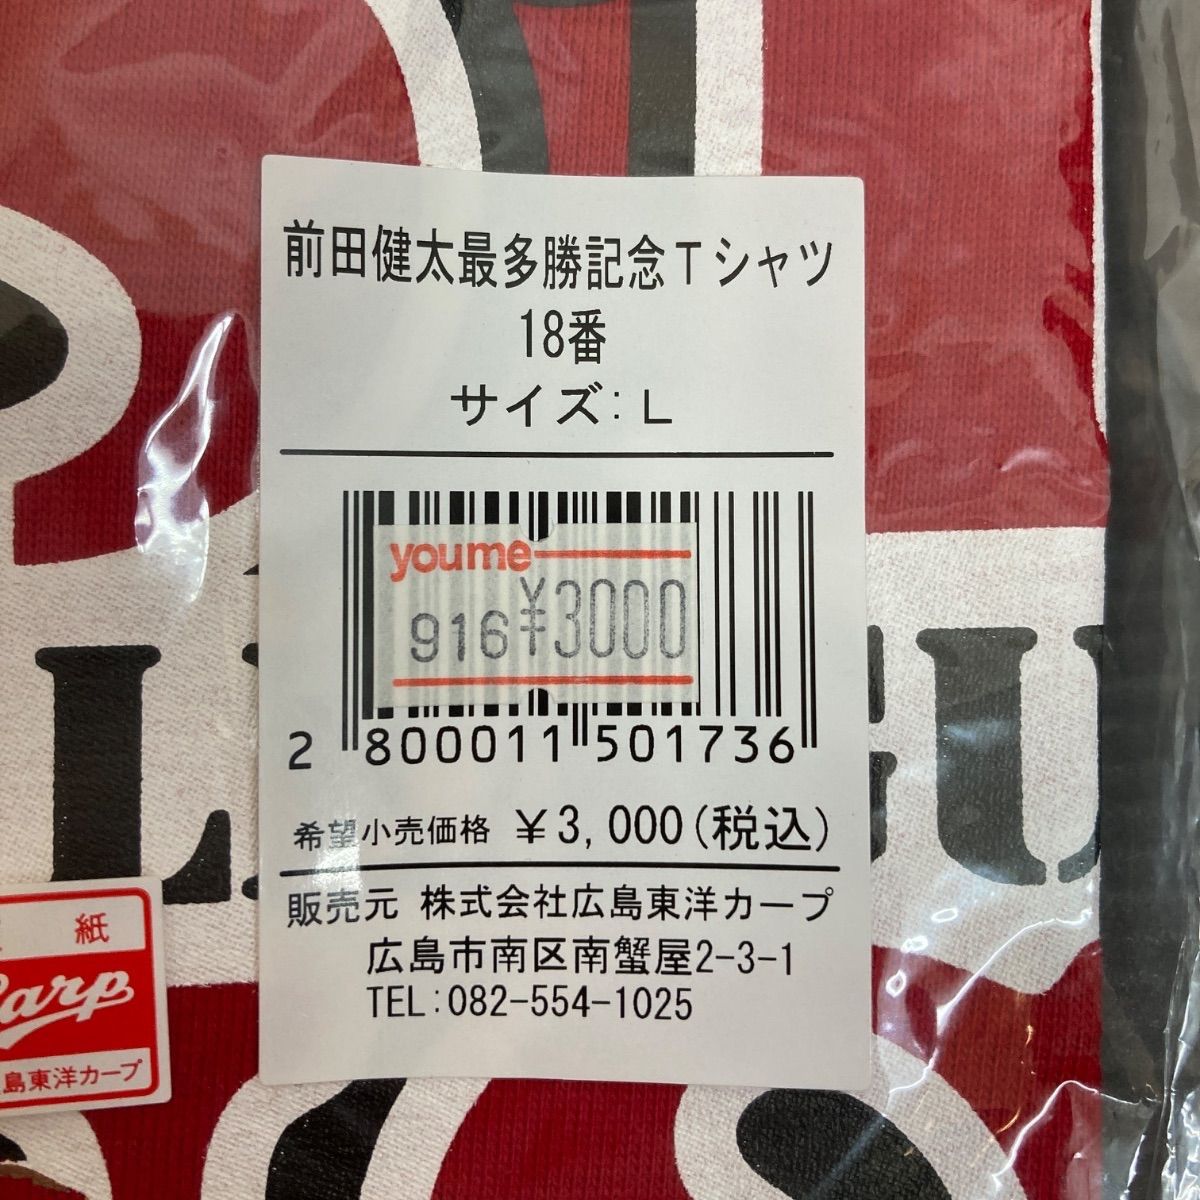 前田健太最多勝記念Tシャツ
18番
サイズ:L
youme
916 ¥3000
2 800011 501736
希望小売価格 ¥3,000(税込)
販売元 株式会社広島東洋カープ
広島市南区南蟹屋2-3-1
TEL:082-554-1025
紙
Carp
島東洋カープ